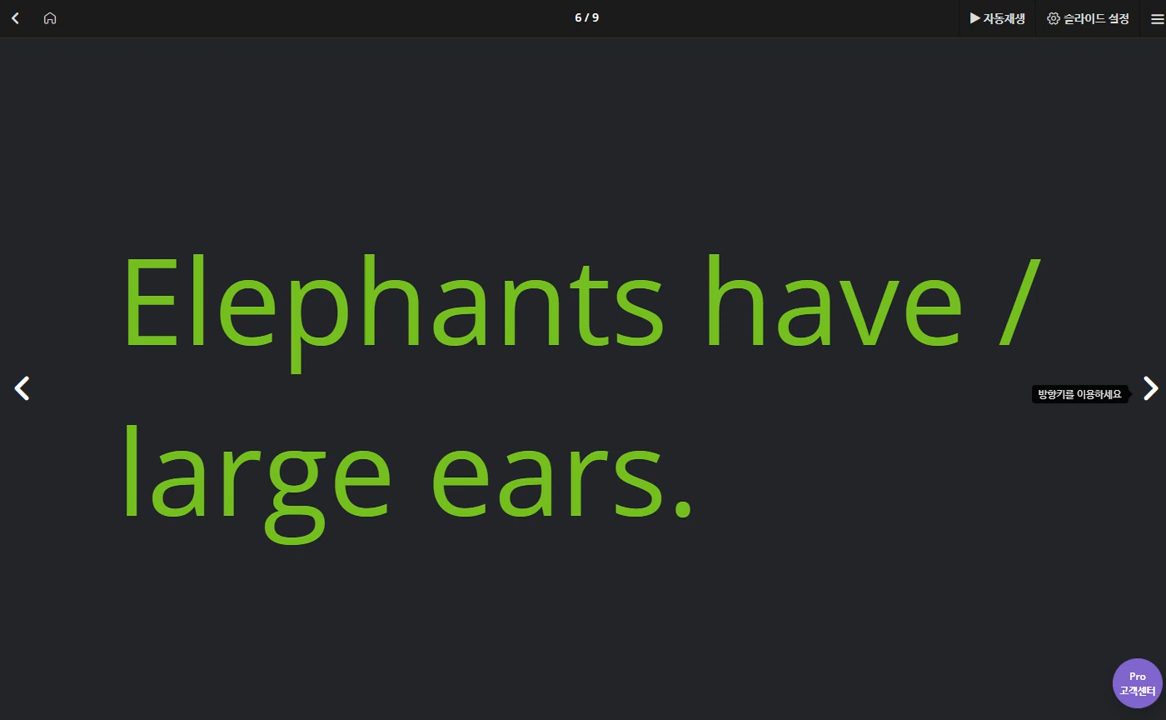 6 / 9
▶ 자동재생
슬라이드 설정
Elephants have /
large ears.
방향키를 이용하세요
Pro
고객센터